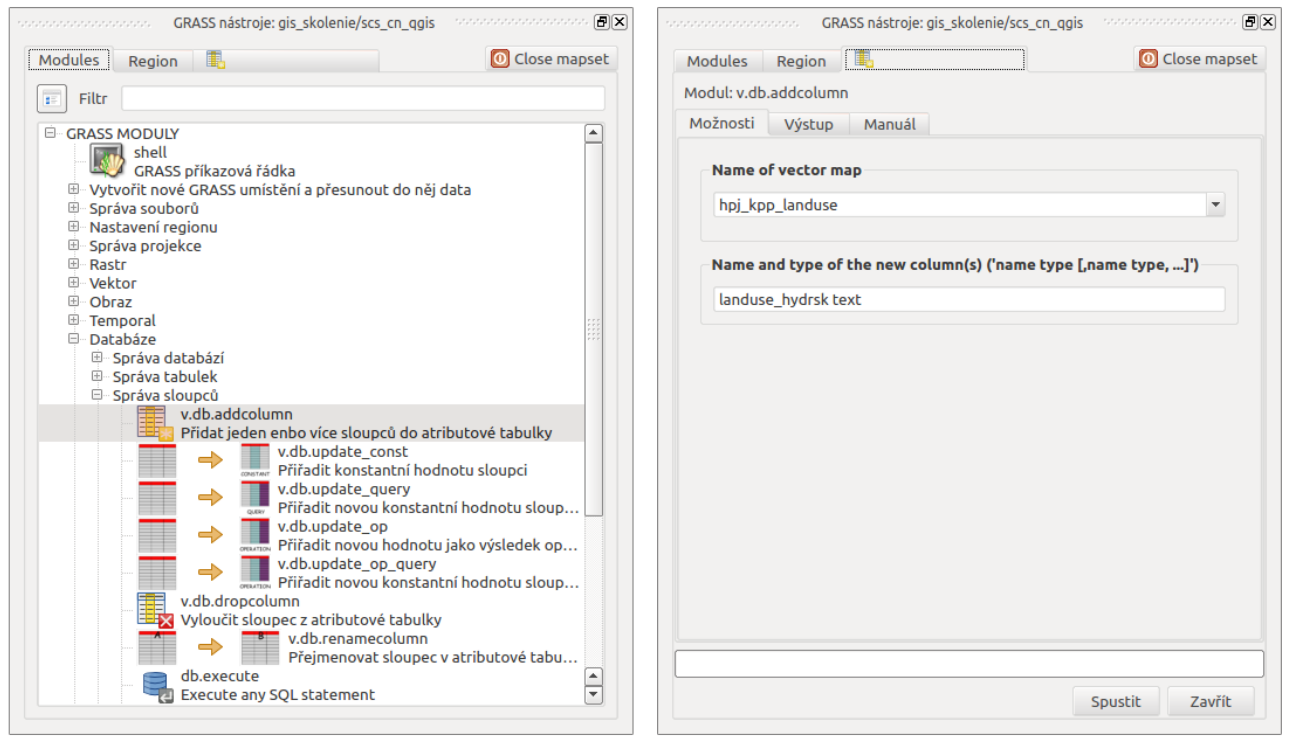 GRASS nástroje: gis_skolenie/scs_cn_qgis
Modules
Region
Close mapset
Filtr
GRASS MODULY
shell
GRASS příkazová řádka
Vytvořit nové GRASS umístění a přesunout do něj data
Správa souborů
Nastavení regionu
Správa projekce
Rastr
Vektor
Obraz
Temporal
Databáze
Správa databází
Správa tabulek
Správa sloupců
v.db.addcolumn
Přidat jeden enbo více sloupců do atributové tabulky
v.db.update_const
CONSTANT
Přiřadit konstantní hodnotu sloupci
v.db.update_query
QUERY
Přiřadit novou konstantní hodnotu sloup...
v.db.update_op
OPERATION
Přiřadit novou hodnotu jako výsledek op...
v.db.update_op_query
OPERATION
Přiřadit novou konstantní hodnotu sloup...
v.db.dropcolumn
Vyloučit sloupec z atributové tabulky
A
B
v.db.renamecolumn
Přejmenovat sloupec v atributové tabu...
db.execute
Execute any SQL statement
GRASS nástroje: gis_skolenie/scs_cn_qgis
Modules
Region
Close mapset
Modul: v.db.addcolumn
Možnosti
Výstup
Manuál
Name of vector map
hpj_kpp_landuse
Name and type of the new column(s) ('name type [,name type, ...]')
landuse_hydrsk text
Spustit
Zavřít